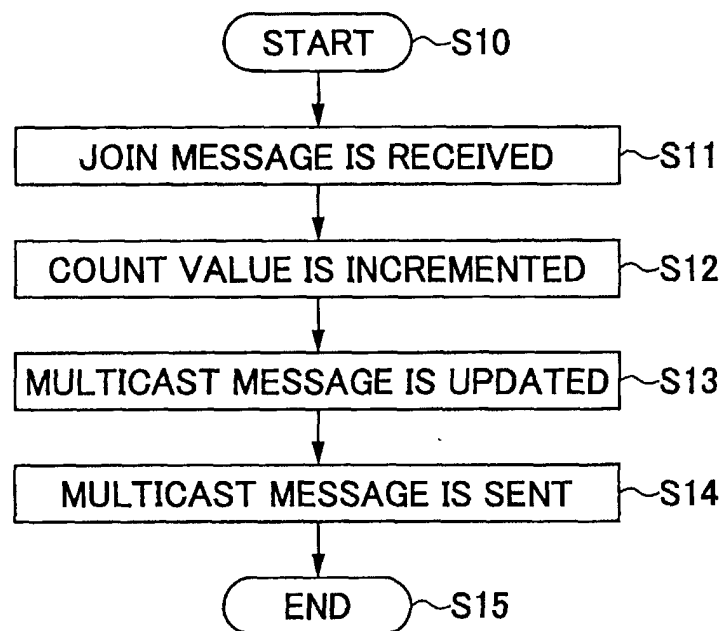 START S10
JOIN MESSAGE IS RECEIVED S11
COUNT VALUE IS INCREMENTED S12
MULTICAST MESSAGE IS UPDATED S13
MULTICAST MESSAGE IS SENT S14
END S15